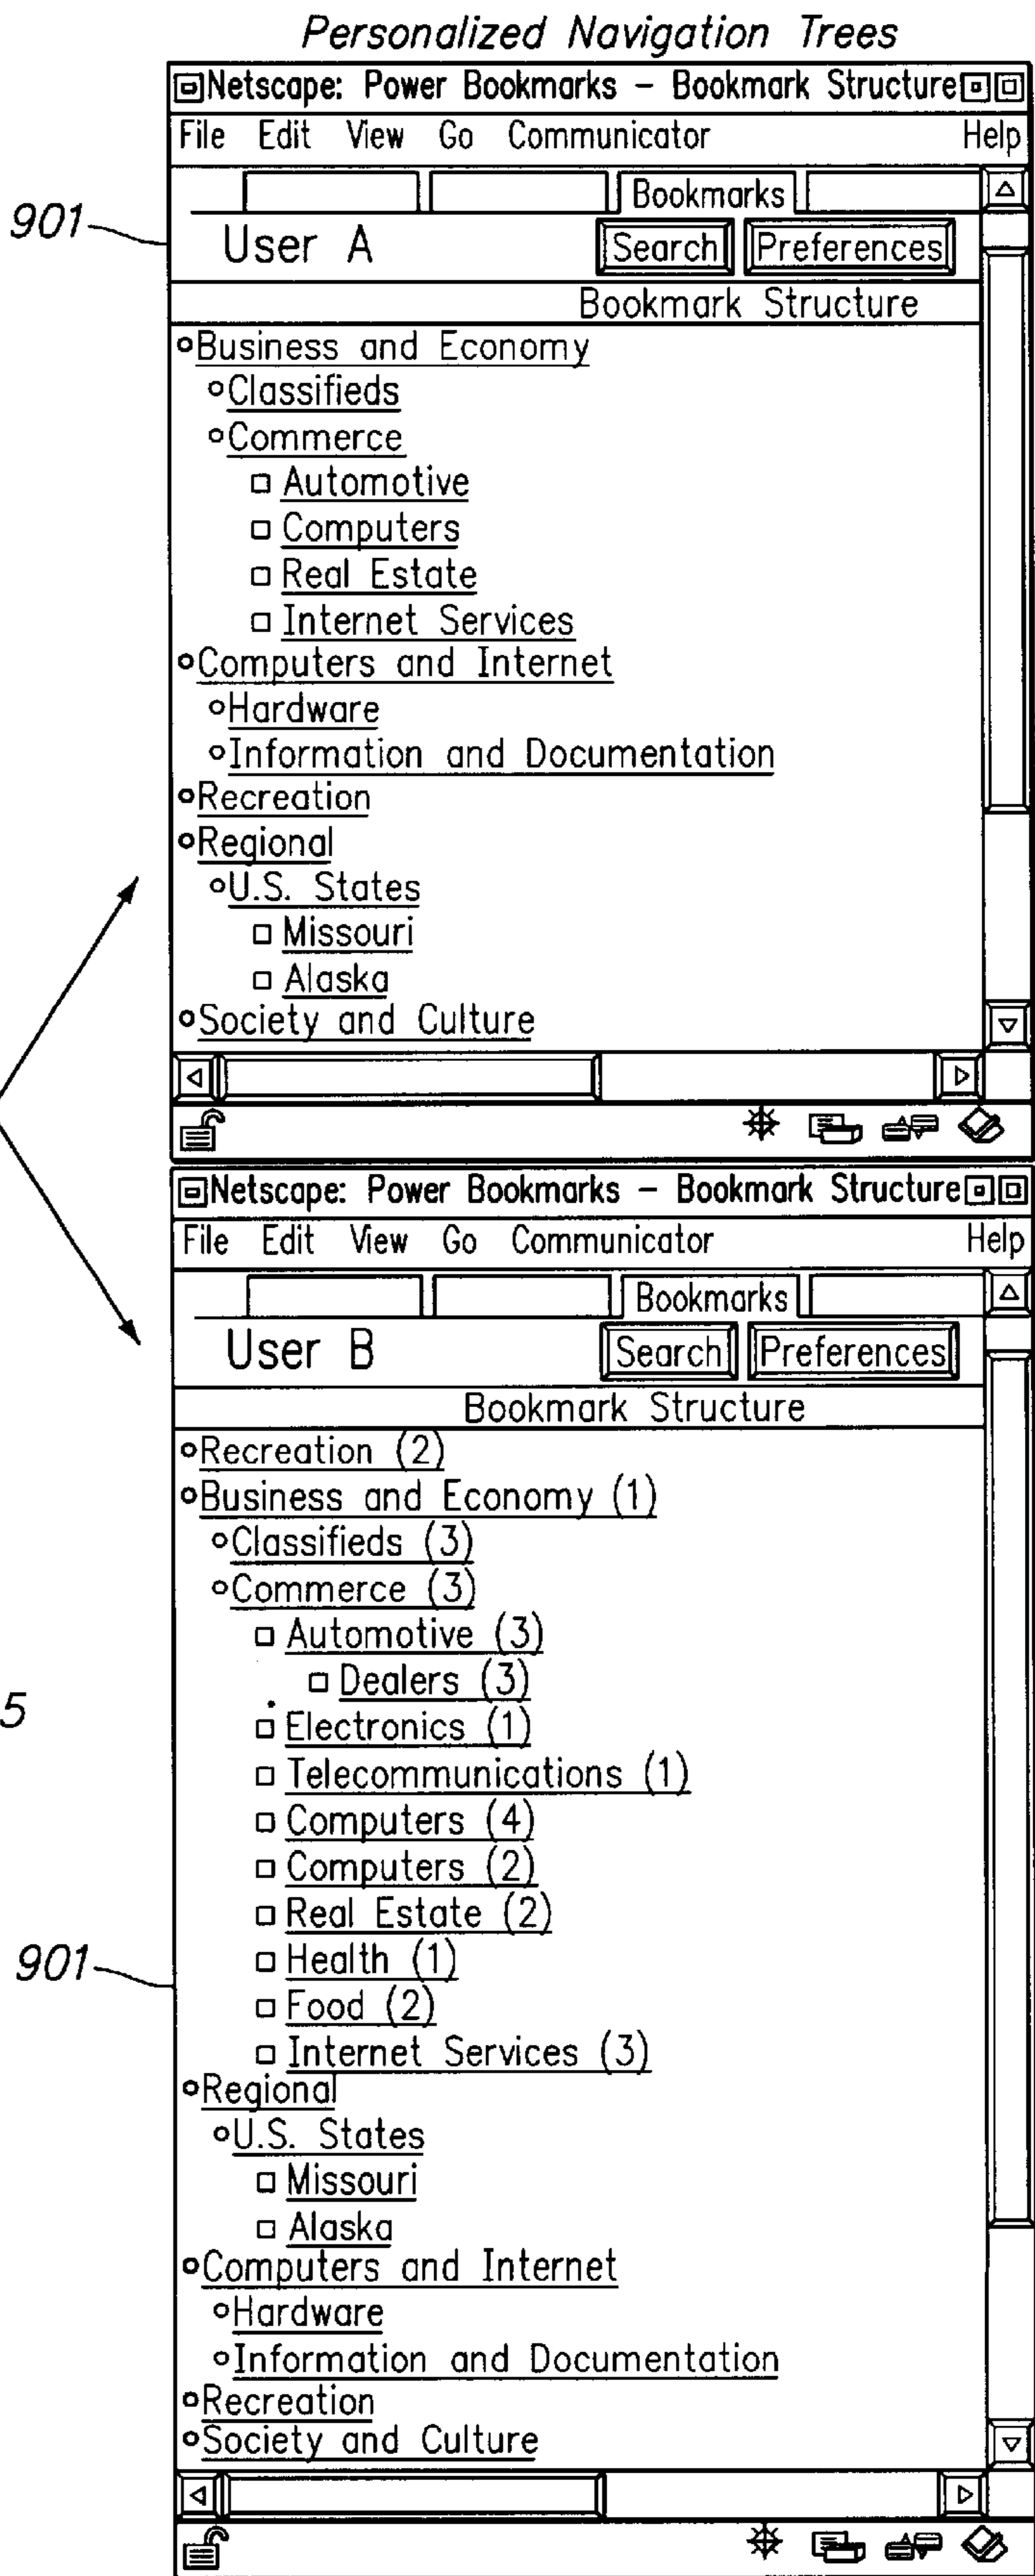 Personalized Navigation Trees
Netscape: Power Bookmarks – Bookmark Structure
File Edit View Go Communicator Help
Bookmarks
901
User A Search Preferences
Bookmark Structure
Business and Economy
Classifieds
Commerce
Automotive
Computers
Real Estate
Internet Services
Computers and Internet
Hardware
Information and Documentation
Recreation
Regional
U.S. States
Missouri
Alaska
Society and Culture
Netscape: Power Bookmarks – Bookmark Structure
File Edit View Go Communicator Help
Bookmarks
User B Search Preferences
Bookmark Structure
Recreation (2)
Business and Economy (1)
Classifieds (3)
Commerce (3)
Automotive (3)
Dealers (3)
5
Electronics (1)
Telecommunications (1)
Computers (4)
Computers (2)
Real Estate (2)
Health (1)
901
Food (2)
Internet Services (3)
Regional
U.S. States
Missouri
Alaska
Computers and Internet
Hardware
Information and Documentation
Recreation
Society and Culture